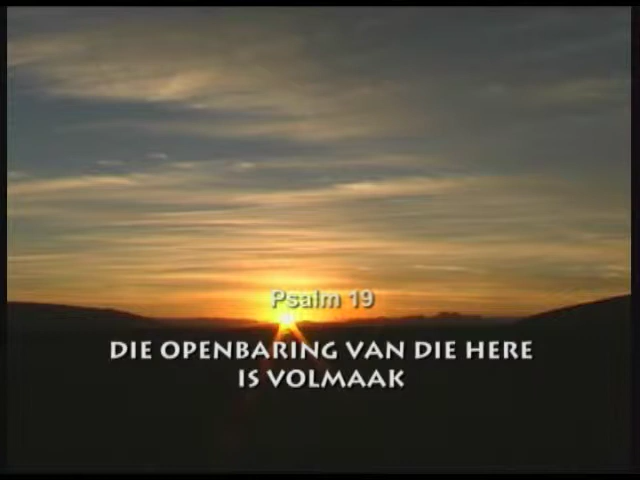 Psalm 19
DIE OPENBARING VAN DIE HERE
IS VOLMAAK